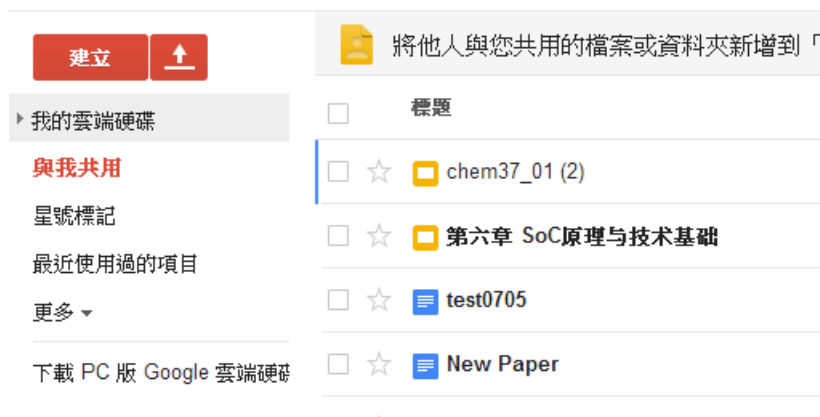 建立
我的雲端硬碟
與我共用
星號標記
最近使用過的項目
更多
下載 PC 版 Google 雲端硬碟
將他人與您共用的檔案或資料夾新增到「
標題
chem37_01 (2)
第六章 SoC原理与技术基础
test0705
New Paper